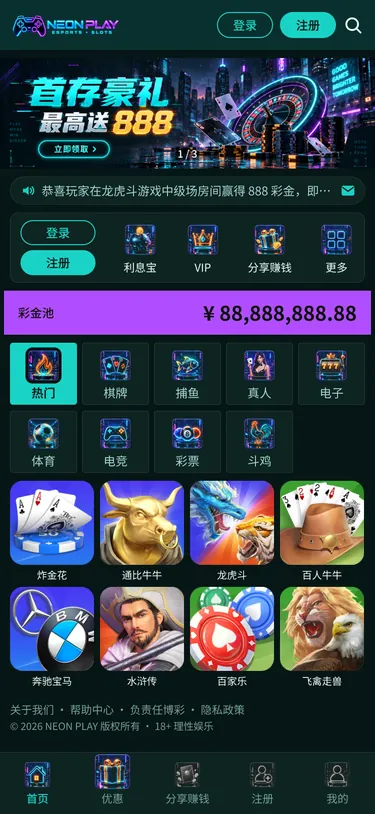 NEON PLAY
ESPORTS • SLOTS
登录
注册
首存豪礼
最高送 888
立即领取 >
GOOD
GAMES
BRIGHTER
TOMORROW
1 / 3
恭喜玩家在龙虎斗游戏中级场房间赢得 888 彩金，即…
登录
注册
利息宝
VIP
分享赚钱
更多
彩金池
¥ 88,888,888.88
热门
棋牌
捕鱼
真人
电子
体育
电竞
彩票
斗鸡
炸金花
通比牛牛
龙虎斗
百人牛牛
奔驰宝马
水浒传
百家乐
飞禽走兽
关于我们 • 帮助中心 • 负责任博彩 • 隐私政策
© 2026 NEON PLAY 版权所有 • 18+ 理性娱乐
首页
优惠
分享赚钱
注册
我的